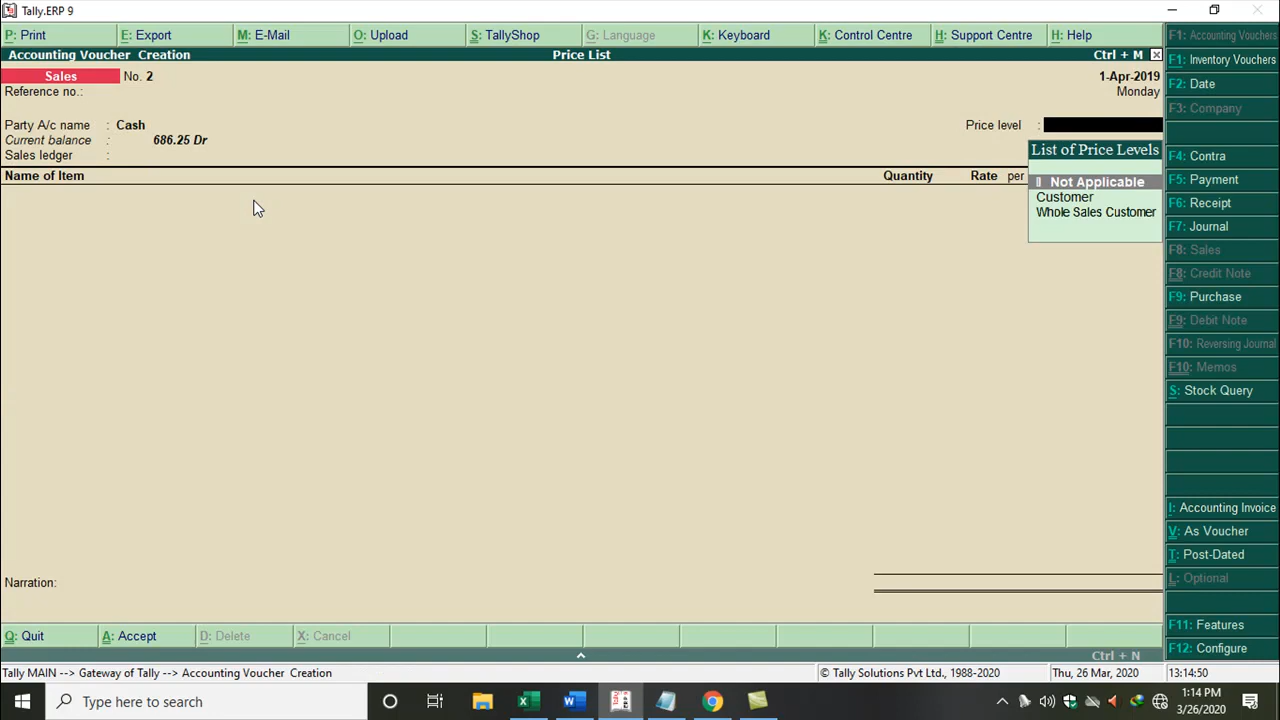 Tally.ERP 9
P: Print E: Export M: E-Mail O: Upload S: TallyShop G: Language K: Keyboard K: Control Centre H: Support Centre H: Help
Accounting Voucher Creation Price List Ctrl + M
Sales No. 2 1-Apr-2019
Reference no.: Monday
Party A/c name : Cash Price level :
Current balance : 686.25 Dr
Sales ledger :
List of Price Levels
Name of Item Quantity Rate per
Not Applicable
Customer
Whole Sales Customer
Narration:
F1: Accounting Vouchers
F1: Inventory Vouchers
F2: Date
F3: Company
F4: Contra
F5: Payment
F6: Receipt
F7: Journal
F8: Sales
F8: Credit Note
F9: Purchase
F9: Debit Note
F10: Reversing Journal
F10: Memos
S: Stock Query
I: Accounting Invoice
V: As Voucher
T: Post-Dated
L: Optional
F11: Features
F12: Configure
Q: Quit A: Accept D: Delete X: Cancel
Ctrl + N
Tally MAIN --> Gateway of Tally --> Accounting Voucher Creation © Tally Solutions Pvt Ltd., 1988-2020 Thu, 26 Mar, 2020 13:14:50
Type here to search
1:14 PM
3/26/2020